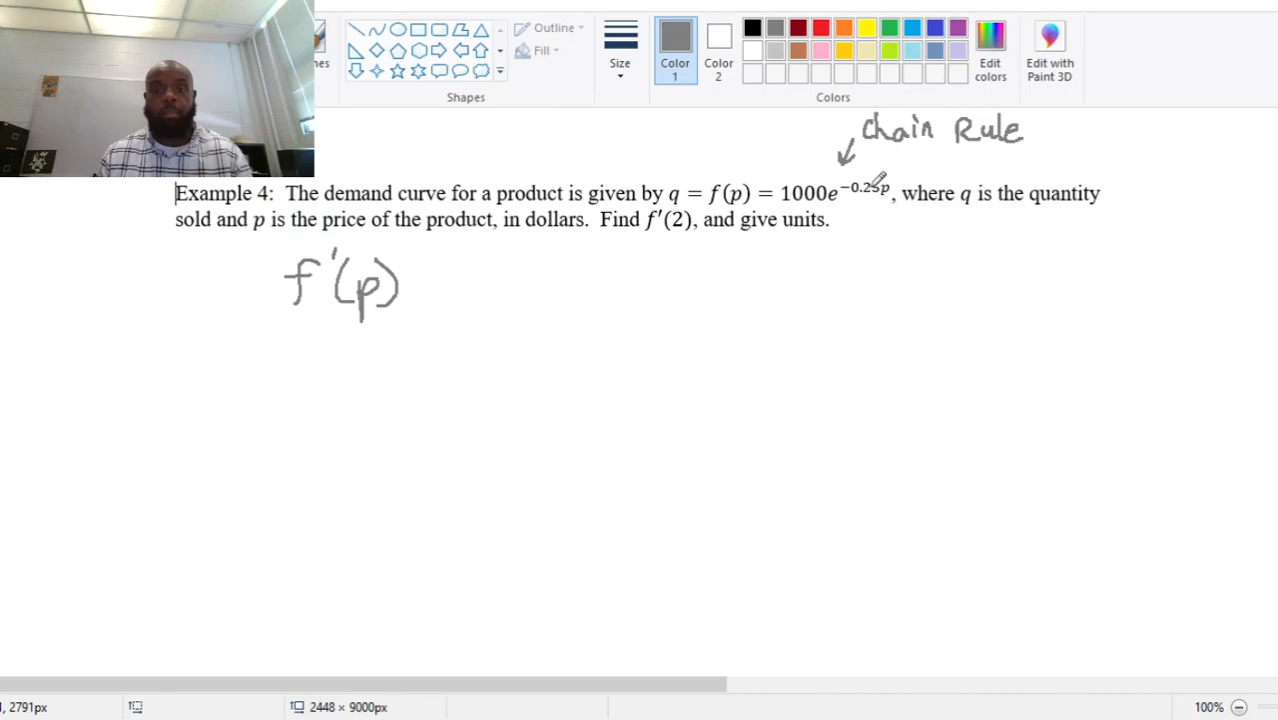 Outline
Fill
Size
Color 1
Color 2
Edit colors
Edit with Paint 3D
Shapes
Colors
Chain Rule
Example 4: The demand curve for a product is given by q = f(p) = 1000e^{−0.25p}, where q is the quantity
sold and p is the price of the product, in dollars. Find f′(2), and give units.
f'(p)
2791px
2448 × 9000px
100%